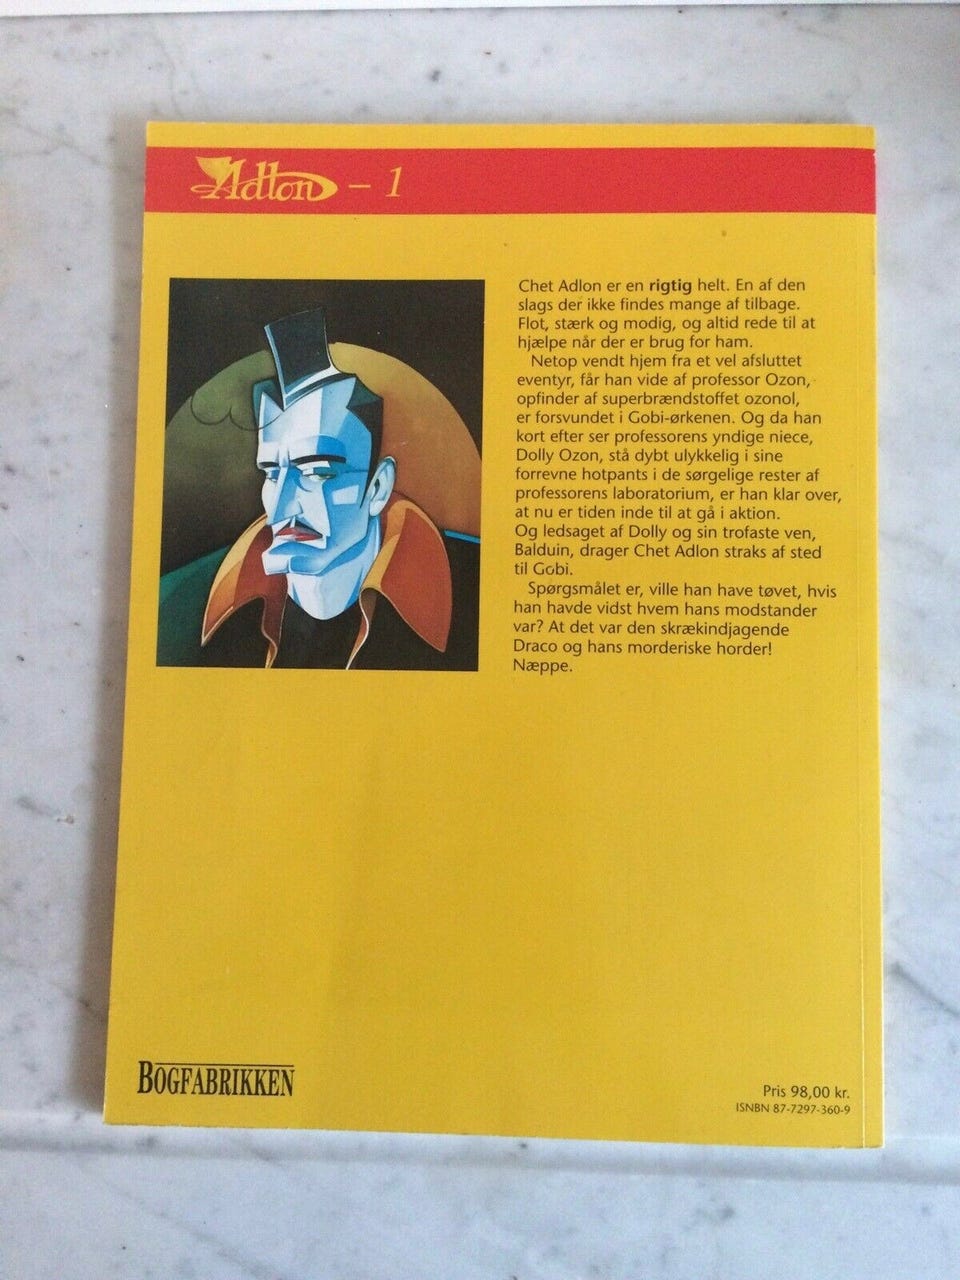 Adlon – 1
Chet Adlon er en rigtig helt. En af den
slags der ikke findes mange af tilbage.
Flot, stærk og modig, og altid rede til at
hjælpe når der er brug for ham.
Netop vendt hjem fra et vel afsluttet
eventyr, får han vide af professor Ozon,
opfinder af superbrændstoffet ozonol,
er forsvundet i Gobi-ørkenen. Og da han
kort efter ser professorens yndige niece,
Dolly Ozon, stå dybt ulykkelig i sine
forrevne hotpants i de sørgelige rester af
professorens laboratorium, er han klar over,
at nu er tiden inde til at gå i aktion.
Og ledsaget af Dolly og sin trofaste ven,
Balduin, drager Chet Adlon straks af sted
til Gobi.
Spørgsmålet er, ville han have tøvet, hvis
han havde vidst hvem hans modstander
var? At det var den skrækindjagende
Draco og hans morderiske horder!
Næppe.
BOGFABRIKKEN
Pris 98,00 kr.
ISNBN 87-7297-360-9